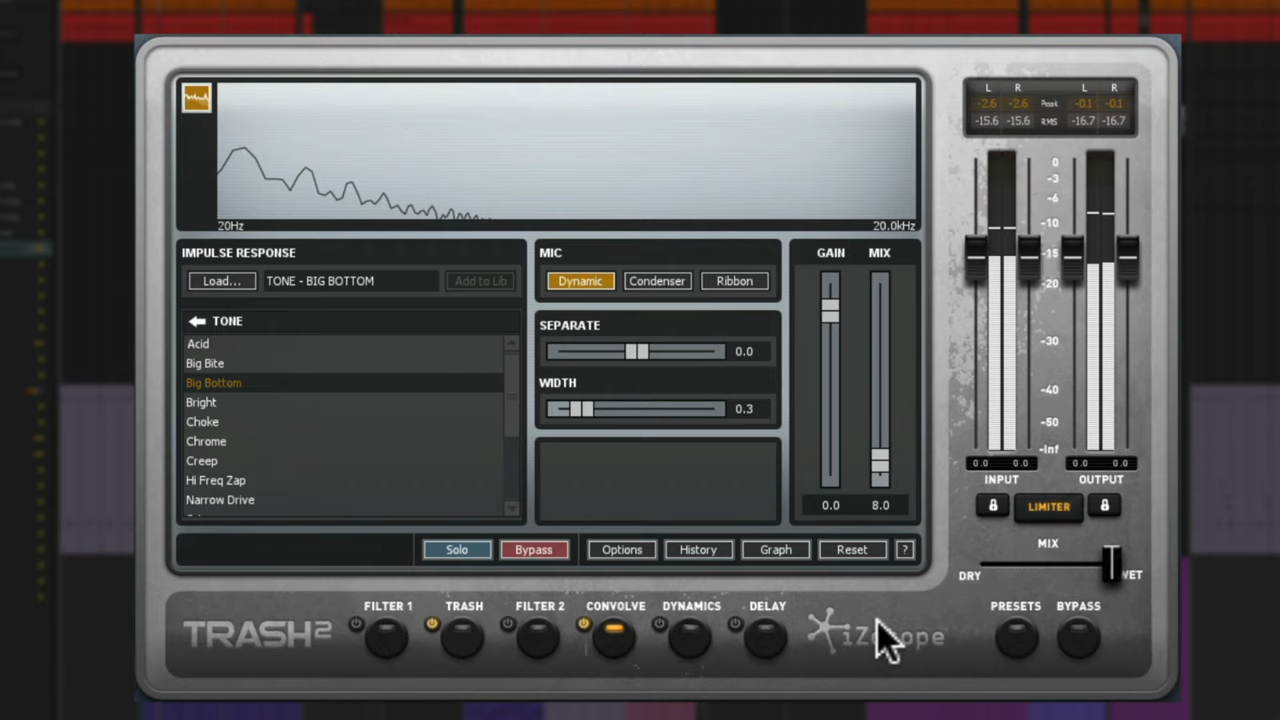 L R L R
-2.6 -2.6 Peak -0.1 -0.1
-15.6 -15.6 RMS -16.7 -16.7
20Hz 20.0kHz
IMPULSE RESPONSE
Load... TONE - BIG BOTTOM Add to Lib
TONE
Acid
Big Bite
Big Bottom
Bright
Choke
Chrome
Creep
Hi Freq Zap
Narrow Drive
MIC
Dynamic Condenser Ribbon
SEPARATE
0.0
WIDTH
0.3
GAIN MIX
0.0 8.0
0
-3
-6
-10
-15
-20
-30
-40
-50
-Inf
0.0 0.0 0.0 0.0
INPUT OUTPUT
LIMITER
MIX
DRY WET
Solo Bypass Options History Graph Reset ?
FILTER 1 TRASH FILTER 2 CONVOLVE DYNAMICS DELAY PRESETS BYPASS
TRASH2 iZotope